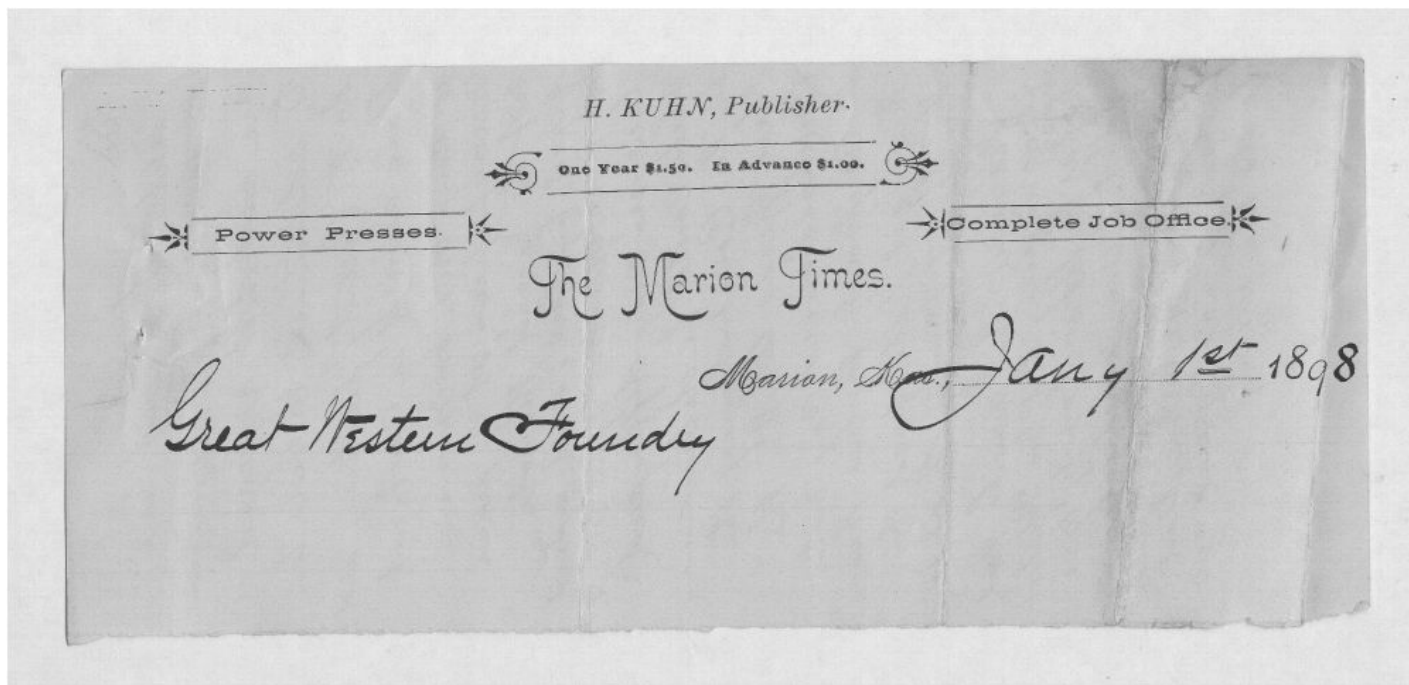 H. KUHN, Publisher.
One Year $1.50. In Advance $1.00.
Power Presses.
Complete Job Office.
The Marion Times.
Marion, Kas., Jany 1st 1898
Great Western Foundry